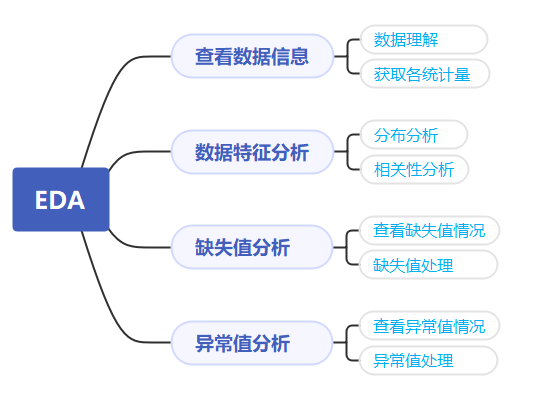 EDA
查看数据信息
数据理解
获取各统计量
数据特征分析
分布分析
相关性分析
缺失值分析
查看缺失值情况
缺失值处理
异常值分析
查看异常值情况
异常值处理